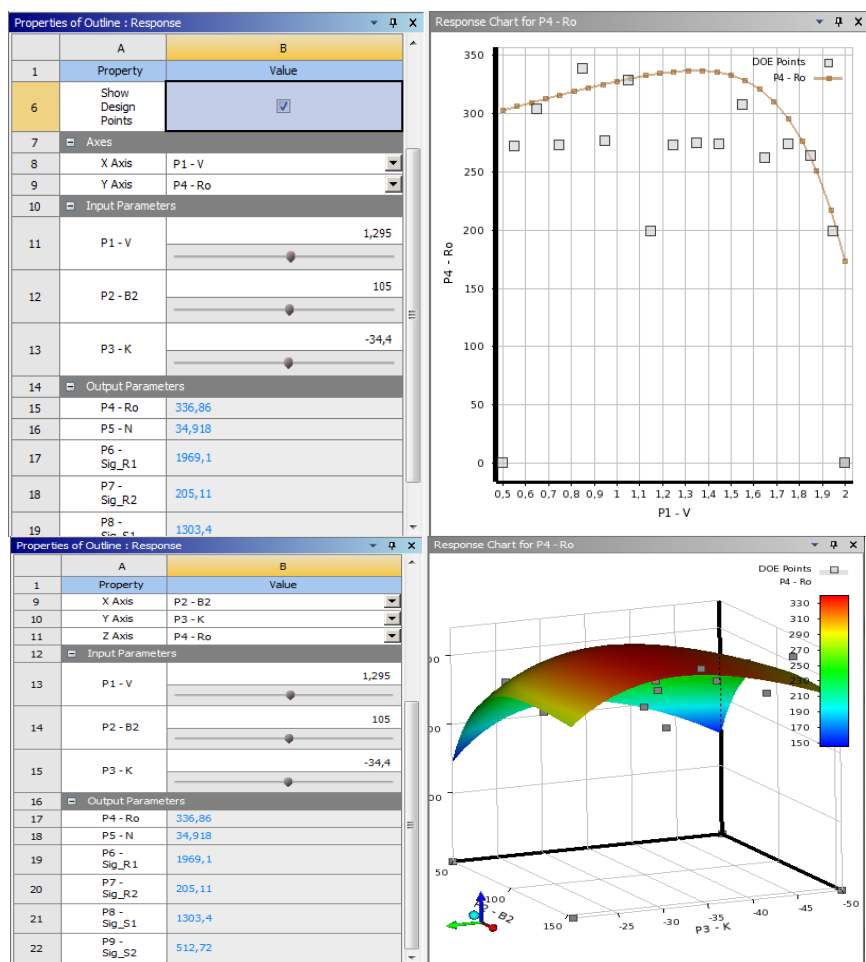 Properties of Outline : Response
A B
1 Property Value
6 Show Design Points
7 Axes
8 X Axis P1 - V
9 Y Axis P4 - Ro
10 Input Parameters
11 P1 - V 1,295
12 P2 - B2 105
13 P3 - K -34,4
14 Output Parameters
15 P4 - Ro 336,86
16 P5 - N 34,918
17 P6 - Sig_R1 1969,1
18 P7 - Sig_R2 205,11
19 P8 - 1303,4
Response Chart for P4 - Ro
DOE Points
P4 - Ro
350
300
250
200
150
100
50
0
P4 - Ro
0,5 0,6 0,7 0,8 0,9 1 1,1 1,2 1,3 1,4 1,5 1,6 1,7 1,8 1,9 2
P1 - V
Properties of Outline : Response
A B
1 Property Value
9 X Axis P2 - B2
10 Y Axis P3 - K
11 Z Axis P4 - Ro
12 Input Parameters
13 P1 - V 1,295
14 P2 - B2 105
15 P3 - K -34,4
16 Output Parameters
17 P4 - Ro 336,86
18 P5 - N 34,918
19 P6 - Sig_R1 1969,1
20 P7 - Sig_R2 205,11
21 P8 - Sig_S1 1303,4
22 P9 - Sig_S2 512,72
Response Chart for P4 - Ro
DOE Points
P4 - Ro
330
310
290
270
250
230
210
190
170
150
50
100
150
- B2
-25 -30 -35 -40 -45 -50
P3 - K